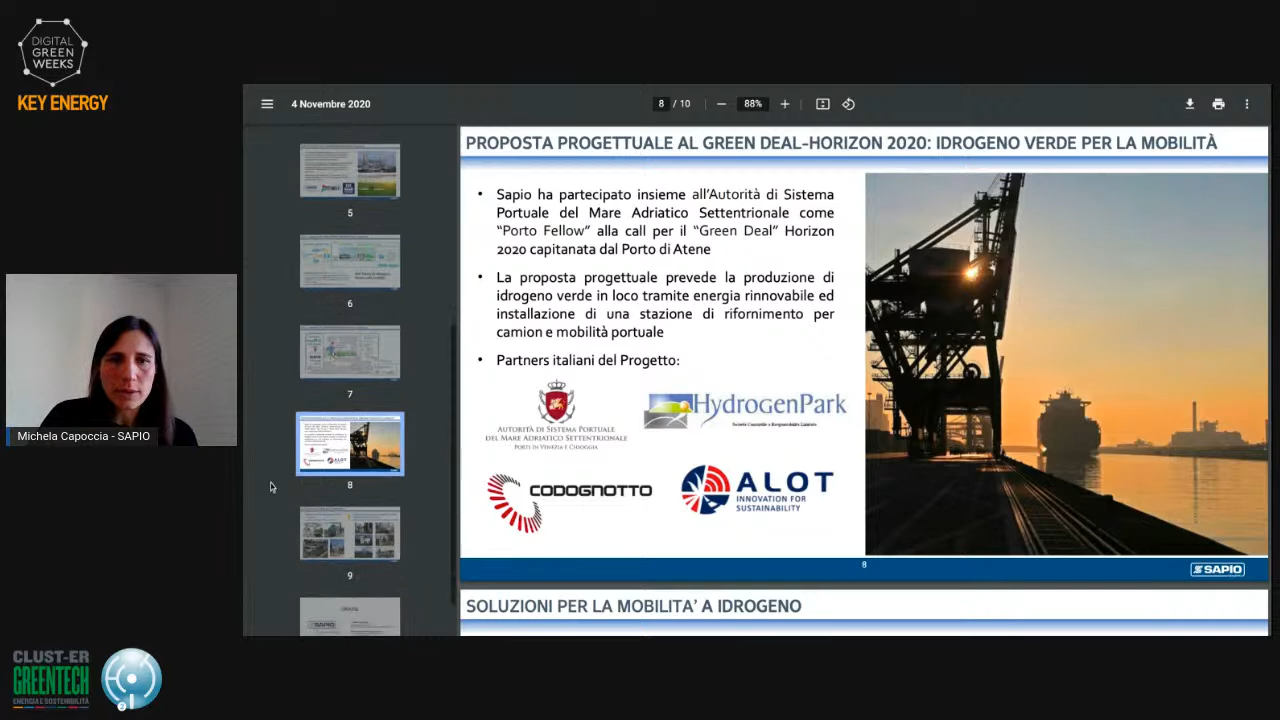 DIGITAL
GREEN
WEEKS
KEY ENERGY
4 Novembre 2020
8 / 10
88%
5
6
7
8
9
PROPOSTA PROGETTUALE AL GREEN DEAL-HORIZON 2020: IDROGENO VERDE PER LA MOBILITÀ
• Sapio ha partecipato insieme all'Autorità di Sistema
Portuale del Mare Adriatico Settentrionale come
"Porto Fellow" alla call per il "Green Deal" Horizon
2020 capitanata dal Porto di Atene
• La proposta progettuale prevede la produzione di
idrogeno verde in loco tramite energia rinnovabile ed
installazione di una stazione di rifornimento per
camion e mobilità portuale
• Partners italiani del Progetto:
AUTORITÀ DI SISTEMA PORTUALE
DEL MARE ADRIATICO SETTENTRIONALE
PORTI DI VENEZIA E CHIOGGIA
HydrogenPark
Società Consortile a Responsabilità Limitata
CODOGNOTTO
ALOT
INNOVATION FOR
SUSTAINABILITY
8
SAPIO
SOLUZIONI PER LA MOBILITA' A IDROGENO
Michela Capoccia - SAPIO
CLUST-ER
GREENTECH
ENERGIA E SOSTENIBILITÀ
2